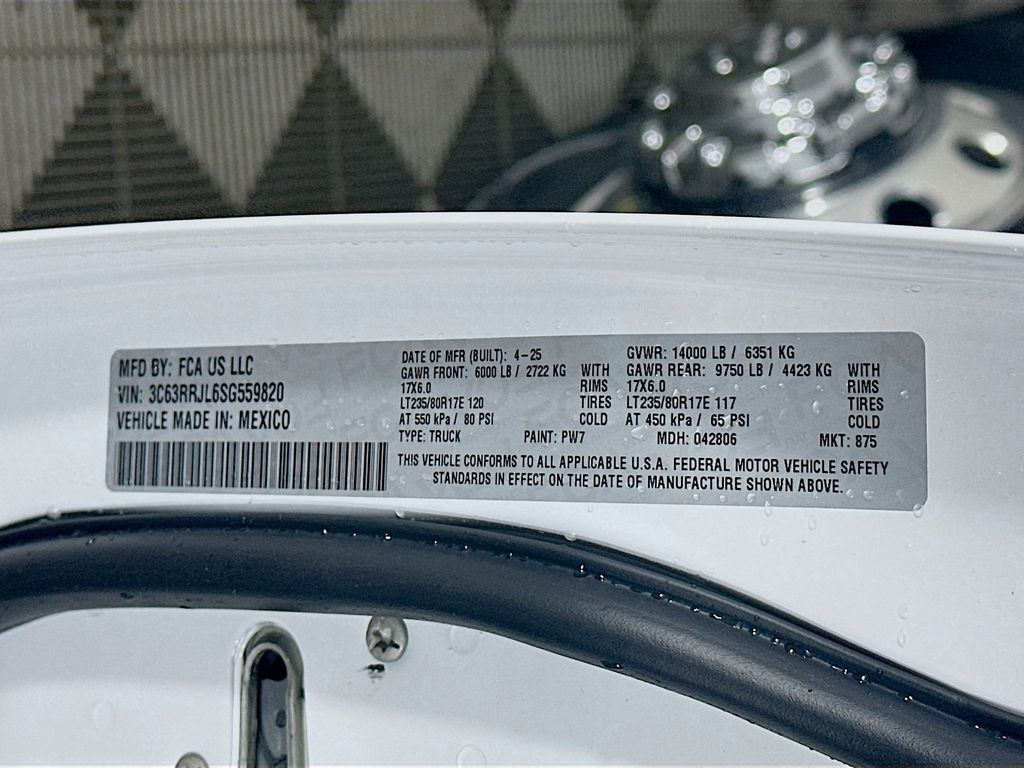 MFD BY: FCA US LLC
VIN: 3C63RRJL6SG559820
VEHICLE MADE IN: MEXICO
DATE OF MFR (BUILT): 4-25
GAWR FRONT: 6000 LB / 2722 KG WITH
17X6.0 RIMS
LT235/80R17E 120 TIRES
AT 550 kPa / 80 PSI COLD
TYPE: TRUCK PAINT: PW7
GVWR: 14000 LB / 6351 KG
GAWR REAR: 9750 LB / 4423 KG WITH
17X6.0 RIMS
LT235/80R17E 117 TIRES
AT 450 kPa / 65 PSI COLD
MDH: 042806 MKT: 875
THIS VEHICLE CONFORMS TO ALL APPLICABLE U.S.A. FEDERAL MOTOR VEHICLE SAFETY
STANDARDS IN EFFECT ON THE DATE OF MANUFACTURE SHOWN ABOVE.